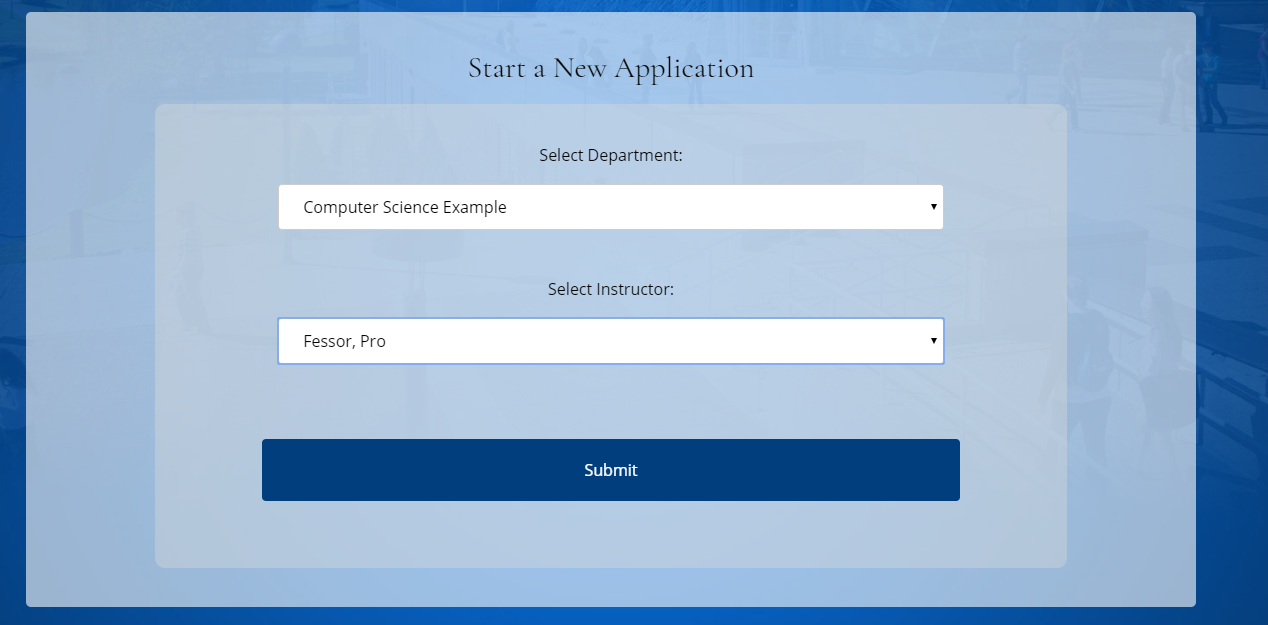 Start a New Application
Select Department:
Computer Science Example
Select Instructor:
Fessor, Pro
Submit